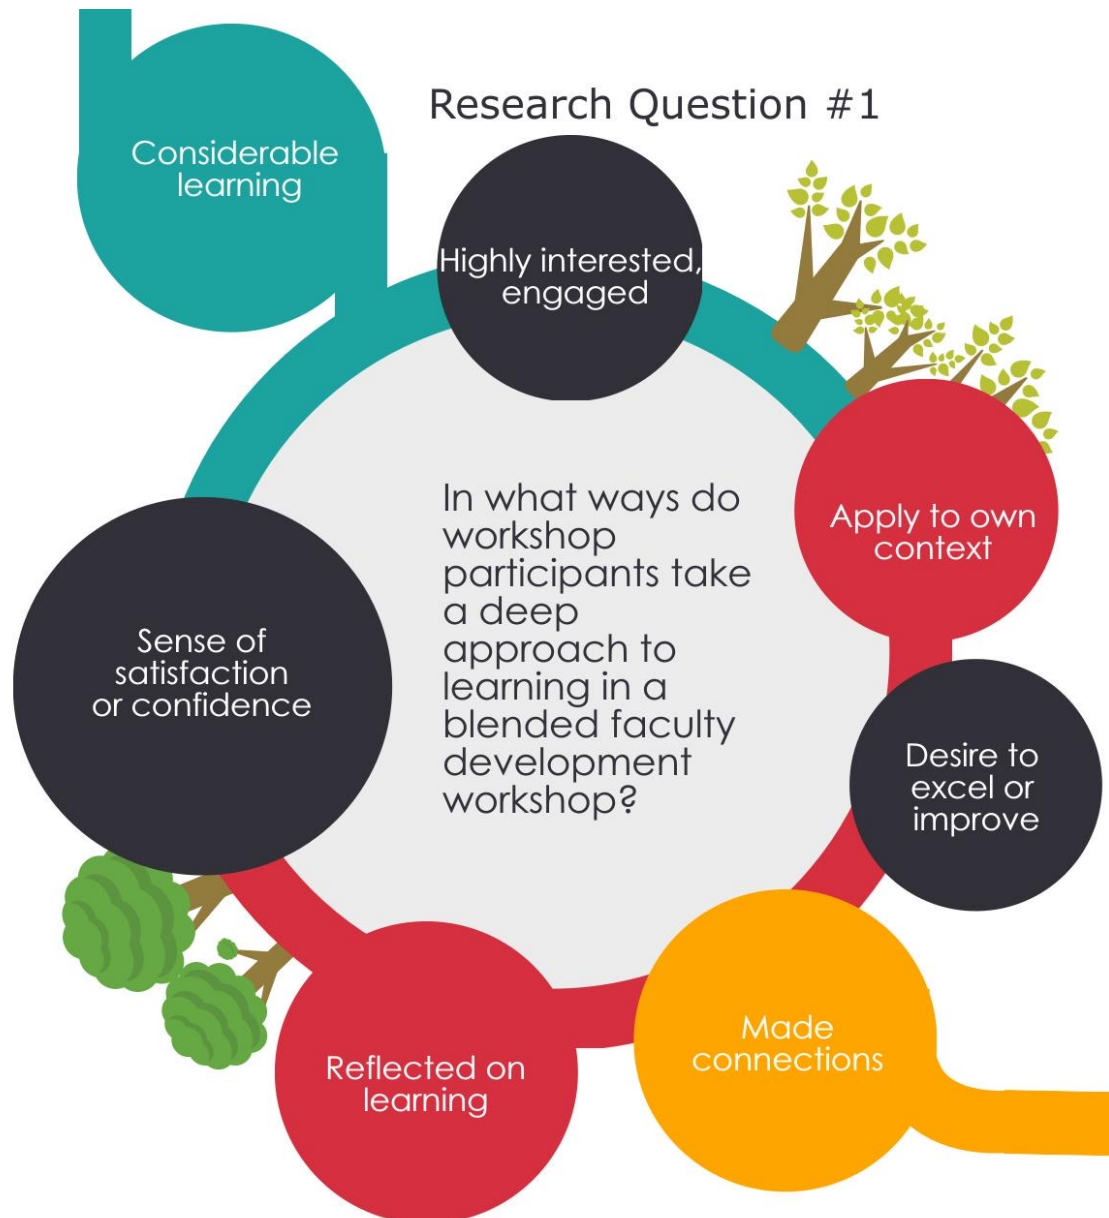 Research Question #1
Considerable
learning
Highly interested,
engaged
Apply to own
context
Desire to
excel or
improve
Made
connections
Reflected on
learning
Sense of
satisfaction
or confidence
In what ways do
workshop
participants take
a deep
approach to
learning in a
blended faculty
development
workshop?